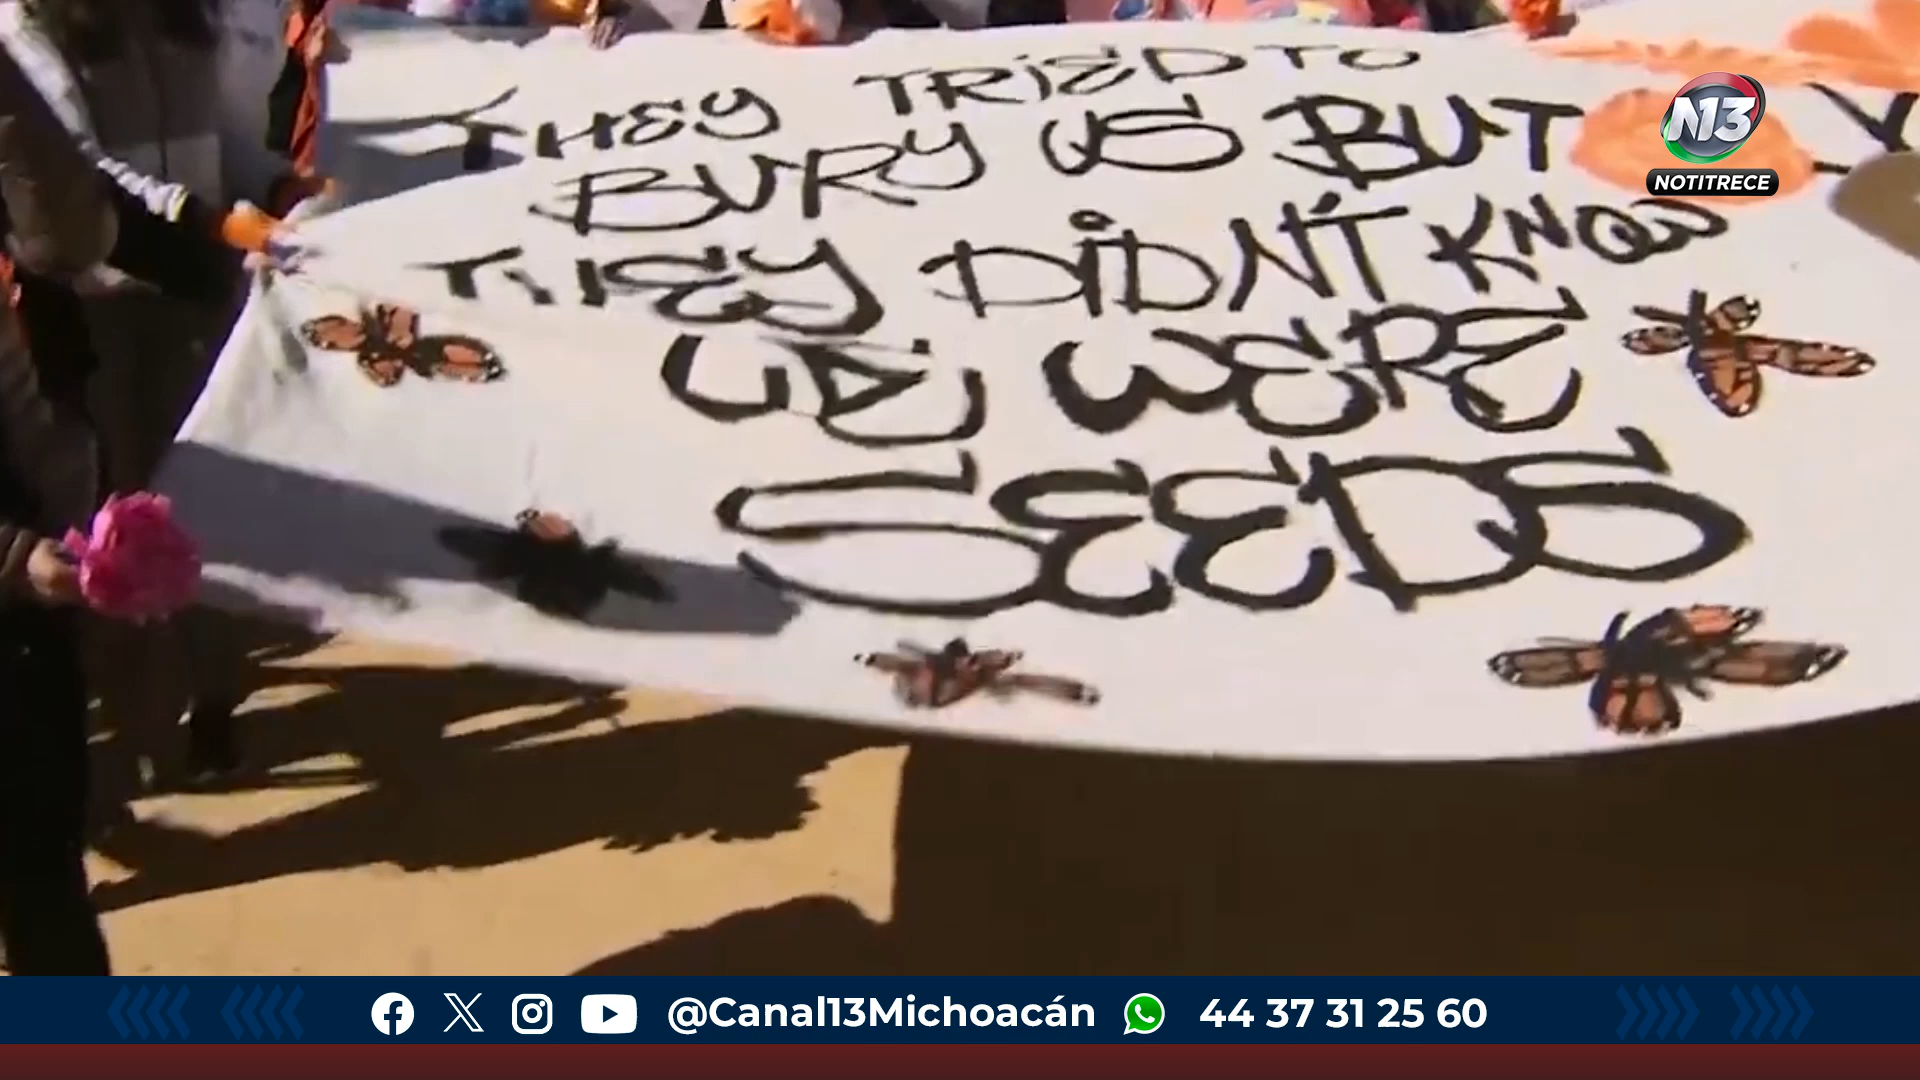 THEY TRIED TO
BURY US BUT
THEY DIDN'T KNOW
WE WERE
SEEDS
N13
NOTITRECE
@Canal13Michoacán 44 37 31 25 60